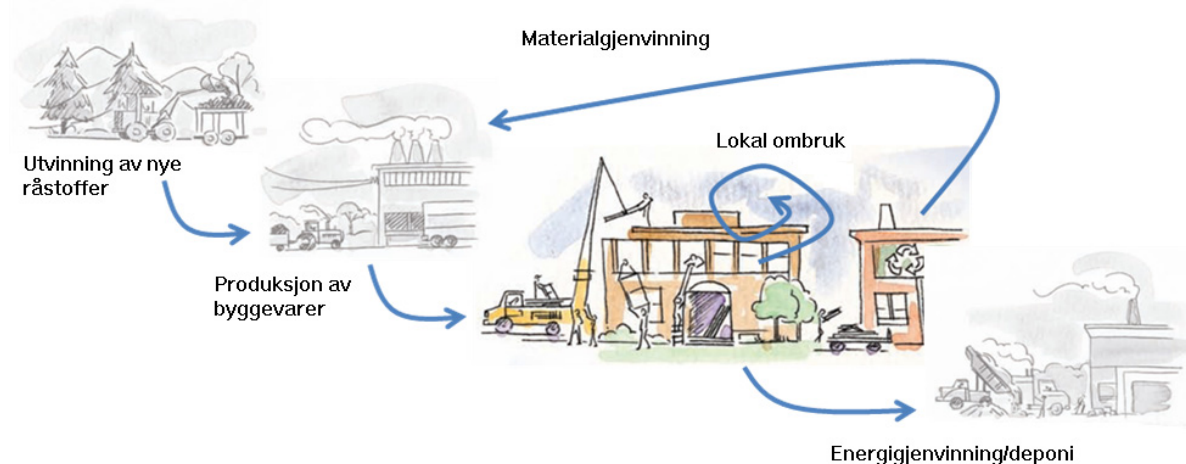 Materialgjenvinning
Lokal ombruk
Utvinning av nye
råstoffer
Produksjon av
byggevarer
Energigjenvinning/deponi